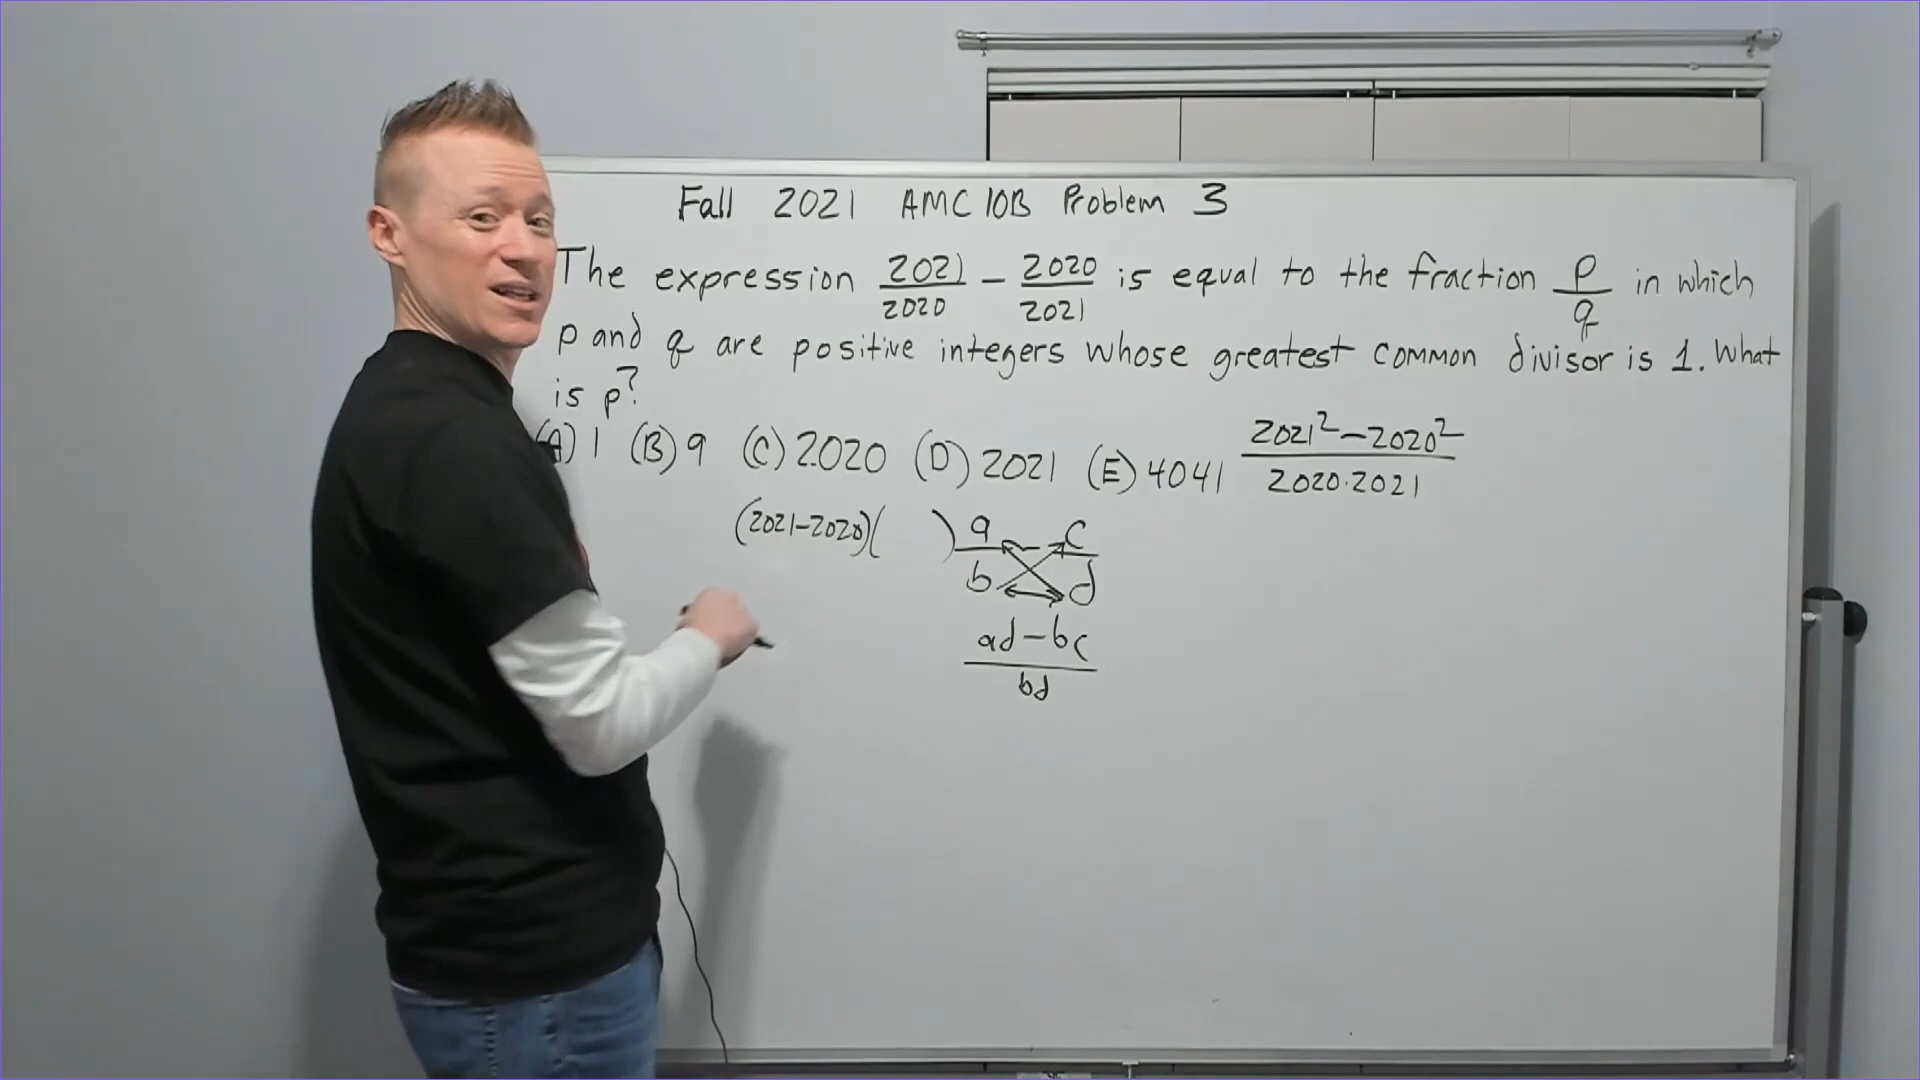 Fall 2021 AMC 10B Problem 3
The expression 2021/2020 - 2020/2021 is equal to the fraction p/q in which
p and q are positive integers whose greatest common divisor is 1. What
is p?
(A) 1 (B) 9 (C) 2020 (D) 2021 (E) 4041
2021²-2020²
2020·2021
(2021-2020)( )
a - c
b d
ad-bc
bd